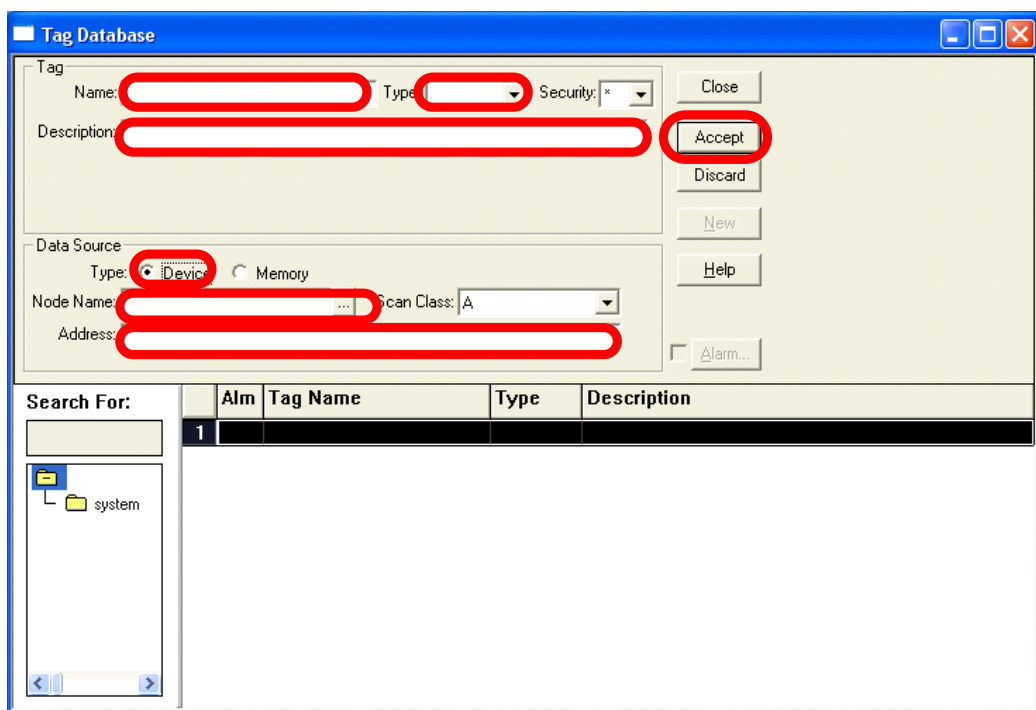 Tag Database
Tag
Name: Type Security: *
Close
Description:
Accept
Discard
New
Data Source
Type: Device Memory
Help
Node Name: ... Scan Class: A
Address:
Alarm...
Search For:
Alm Tag Name Type Description
1
system